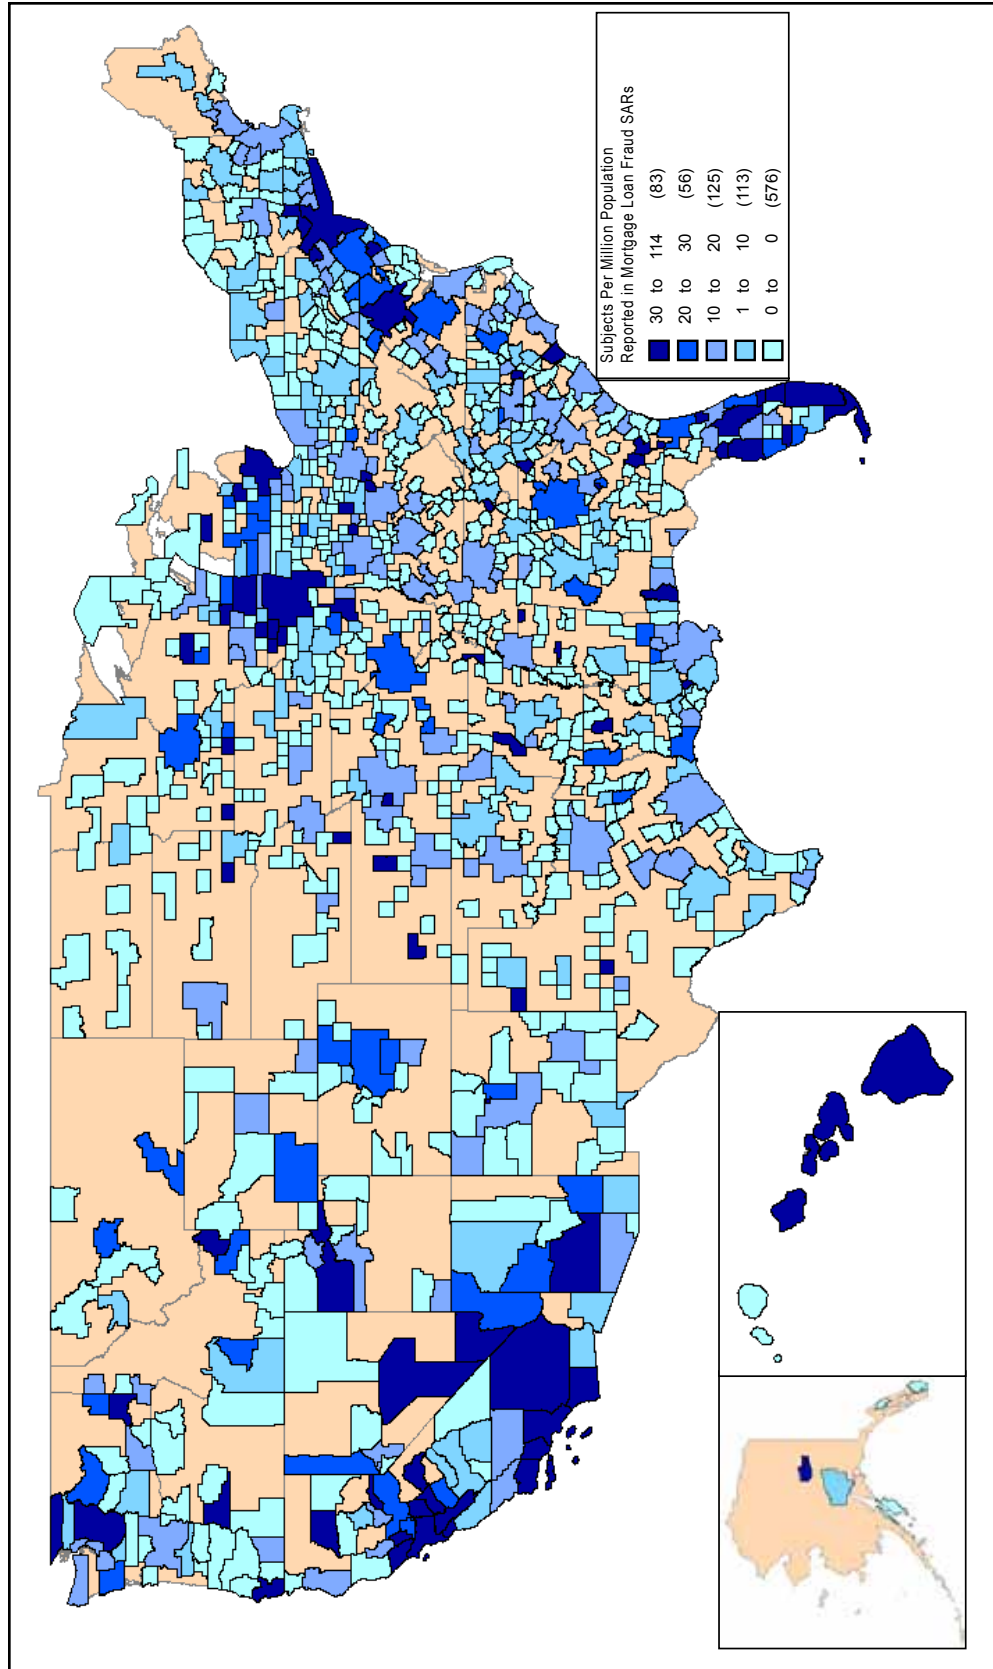 Subjects Per Million Population
Reported in Mortgage Loan Fraud SARs
30 to 114 (83)
20 to 30 (56)
10 to 20 (125)
1 to 10 (113)
0 to 0 (576)